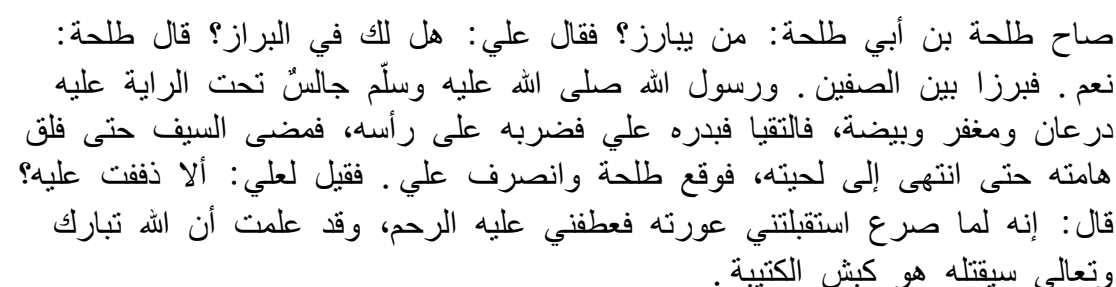 صاح طلحة بن أبي طلحة: من يبارز؟ فقال علي: هل لك في البراز؟ قال طلحة:
نعم. فبرزا بين الصفين. ورسول الله صلى الله عليه وسلّم جالسٌ تحت الراية عليه
درعان ومغفر وبيضة، فالتقيا فبدره علي فضربه على رأسه، فمضى السيف حتى فلق
هامته حتى انتهى إلى لحيته، فوقع طلحة وانصرف علي. فقيل لعلي: ألا ذففت عليه؟
قال: إنه لما صرع استقبلتني عورته فعطفني عليه الرحم، وقد علمت أن الله تبارك
وتعالى سيقتله هو كبش الكتيبة.